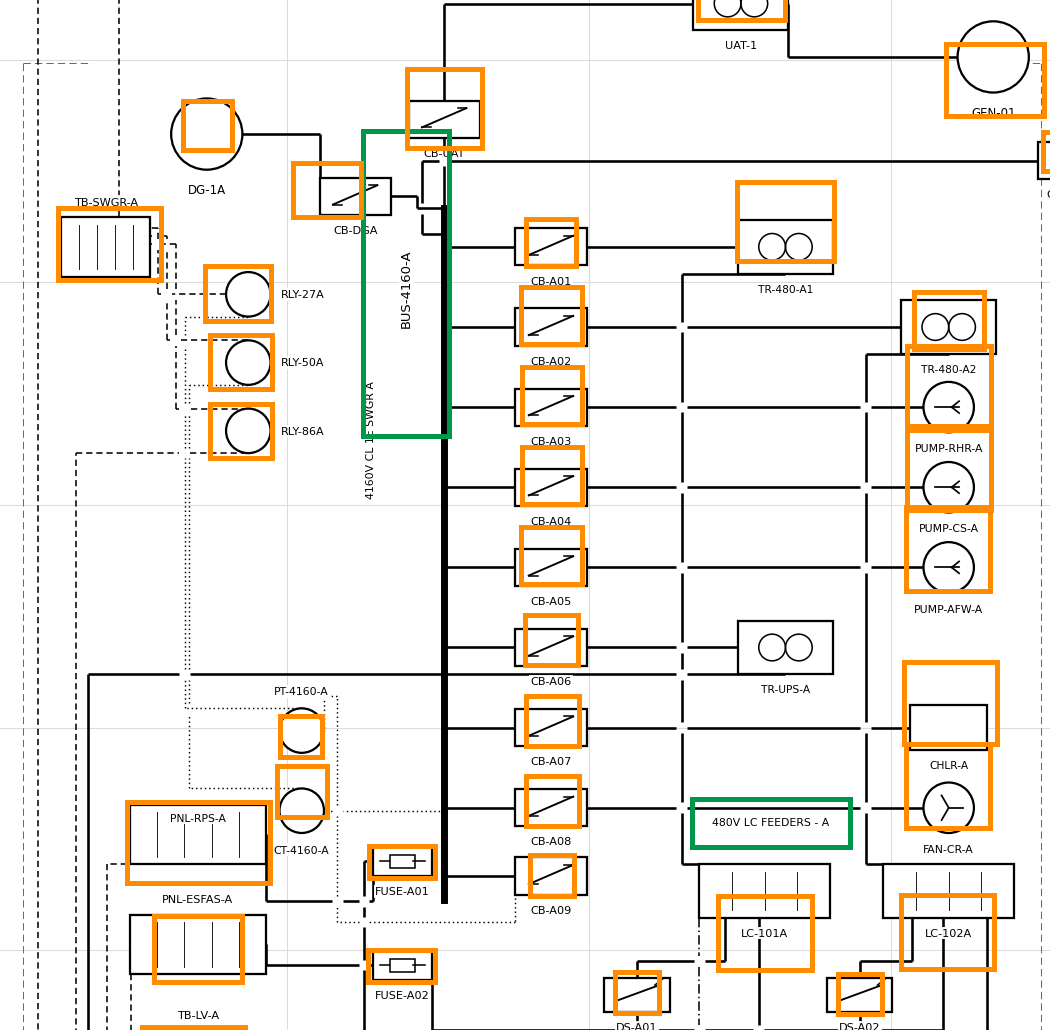 UAT-1
GEN-01
CB-UAT
DG-1A
TB-SWGR-A
CB-DGA
BUS-4160-A
4160V CL 1E SWGR A
RLY-27A
RLY-50A
RLY-86A
CB-A01
TR-480-A1
CB-A02
TR-480-A2
CB-A03
PUMP-RHR-A
CB-A04
PUMP-CS-A
CB-A05
PUMP-AFW-A
CB-A06
TR-UPS-A
PT-4160-A
CB-A07
CHLR-A
PNL-RPS-A
480V LC FEEDERS - A
CB-A08
CT-4160-A
FAN-CR-A
FUSE-A01
PNL-ESFAS-A
CB-A09
LC-101A
LC-102A
FUSE-A02
TB-LV-A
DS-A01
DS-A02